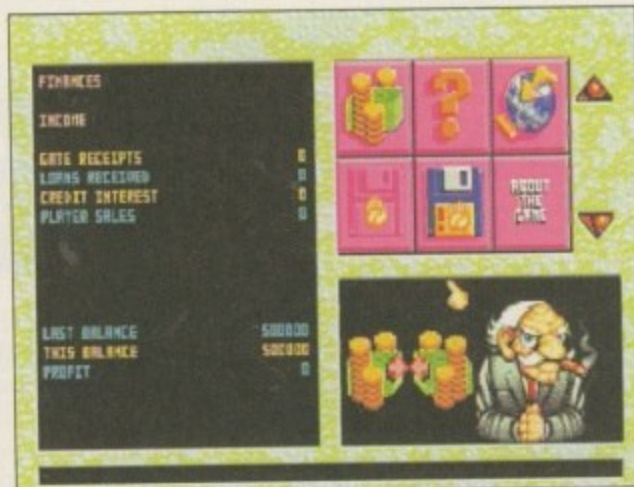 FINANCES
INCOME
GATE RECEIPTS 0
LOANS RECEIVED 0
CREDIT INTEREST 0
PLAYER SALES 0
LAST BALANCE 500000
THIS BALANCE 500000
PROFIT 0
?
ABOUT
THE
GAME